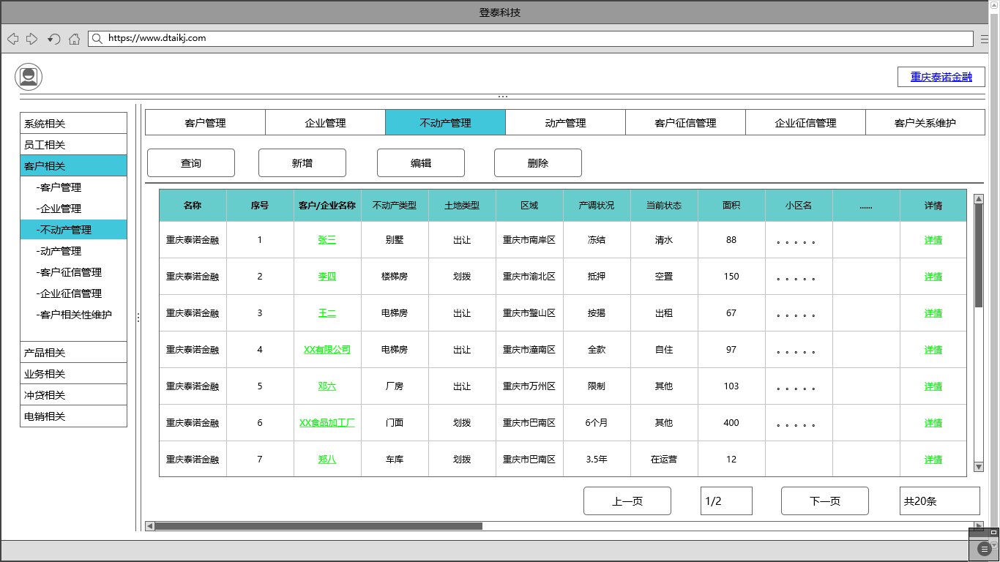 登泰科技
https://www.dtaikj.com
重庆泰诺金融
系统相关
员工相关
客户相关
-客户管理
-企业管理
-不动产管理
-动产管理
-客户征信管理
-企业征信管理
-客户相关性维护
产品相关
业务相关
冲贷相关
电销相关
客户管理 企业管理 不动产管理 动产管理 客户征信管理 企业征信管理 客户关系维护
查询 新增 编辑 删除
名称 序号 客户/企业名称 不动产类型 土地类型 区域 产调状况 当前状态 面积 小区名 ...... 详情
重庆泰诺金融 1 张三 别墅 出让 重庆市南岸区 冻结 清水 88 。。。。。 详情
重庆泰诺金融 2 李四 楼梯房 划拨 重庆市渝北区 抵押 空置 150 。。。。。 详情
重庆泰诺金融 3 王二 电梯房 出让 重庆市璧山区 按揭 出租 67 。。。。。 详情
重庆泰诺金融 4 XX有限公司 电梯房 出让 重庆市潼南区 全款 自住 97 。。。。。 详情
重庆泰诺金融 5 邓六 厂房 出让 重庆市万州区 限制 其他 103 。。。。。 详情
重庆泰诺金融 6 XX食品加工厂 门面 划拨 重庆市巴南区 6个月 其他 400 。。。。。 详情
重庆泰诺金融 7 郑八 车库 划拨 重庆市巴南区 3.5年 在运营 12 详情
上一页 1/2 下一页 共20条